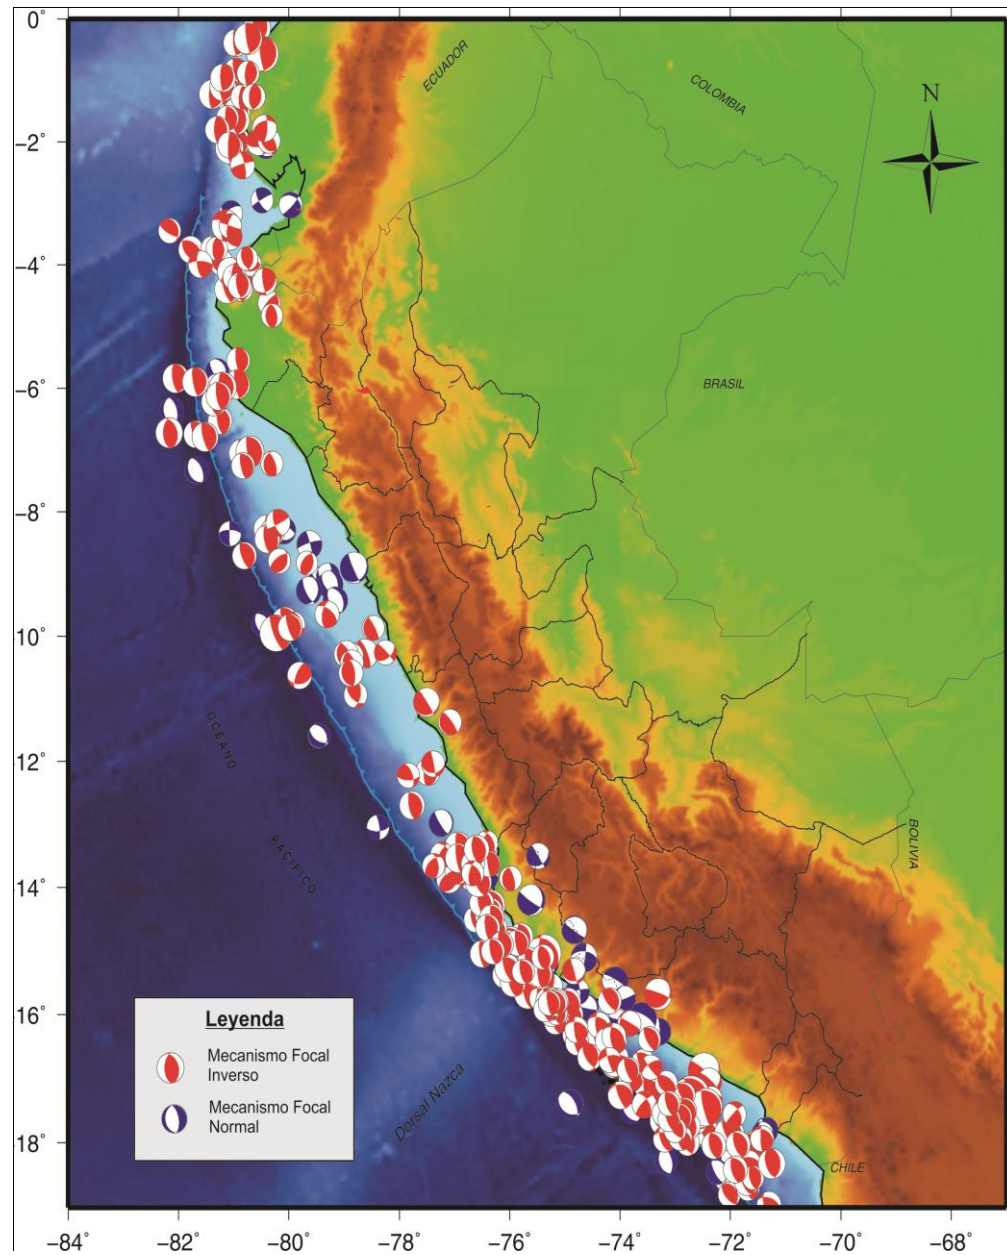 0°
−2°
−4°
−6°
−8°
−10°
−12°
−14°
−16°
−18°
−84°
−82°
−80°
−78°
−76°
−74°
−72°
−70°
−68°
ECUADOR
COLOMBIA
N
BRASIL
OCEANO
PACIFICO
BOLIVIA
Dorsal Nazca
CHILE
Leyenda
Mecanismo Focal
Inverso
Mecanismo Focal
Normal